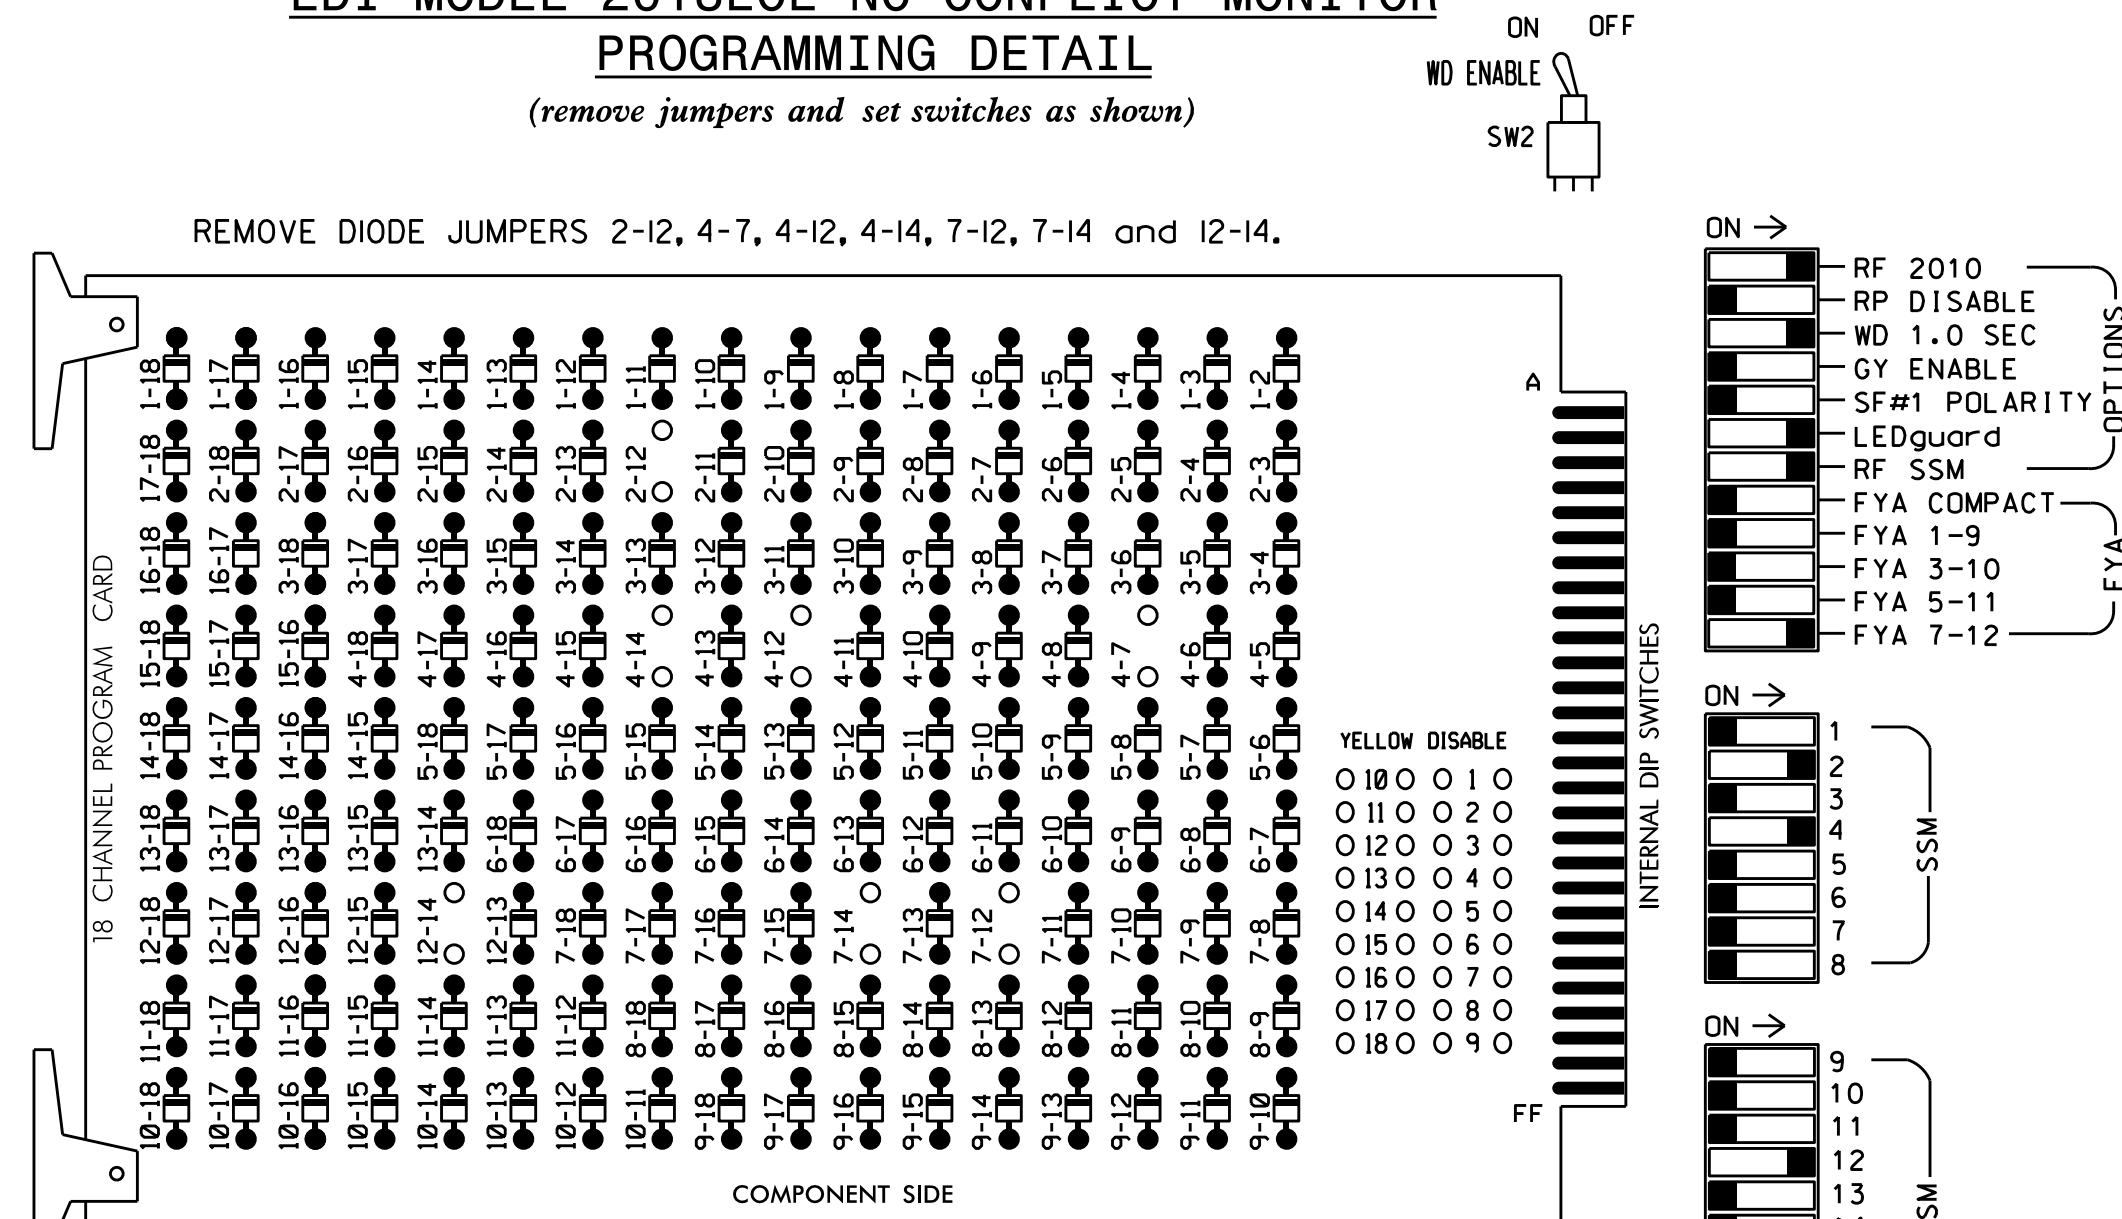 PROGRAMMING DETAIL
(remove jumpers and set switches as shown)
ON OFF
WD ENABLE
SW2
REMOVE DIODE JUMPERS 2-12, 4-7, 4-12, 4-14, 7-12, 7-14 and 12-14.
18 CHANNEL PROGRAM CARD
1-18 1-17 1-16 1-15 1-14 1-13 1-12 1-11 1-10 1-9 1-8 1-7 1-6 1-5 1-4 1-3 1-2
17-18 2-18 2-17 2-16 2-15 2-14 2-13 2-12 2-11 2-10 2-9 2-8 2-7 2-6 2-5 2-4 2-3
16-18 16-17 3-18 3-17 3-16 3-15 3-14 3-13 3-12 3-11 3-10 3-9 3-8 3-7 3-6 3-5 3-4
15-18 15-17 15-16 4-18 4-17 4-16 4-15 4-14 4-13 4-12 4-11 4-10 4-9 4-8 4-7 4-6 4-5
14-18 14-17 14-16 14-15 5-18 5-17 5-16 5-15 5-14 5-13 5-12 5-11 5-10 5-9 5-8 5-7 5-6
13-18 13-17 13-16 13-15 13-14 6-18 6-17 6-16 6-15 6-14 6-13 6-12 6-11 6-10 6-9 6-8 6-7
12-18 12-17 12-16 12-15 12-14 12-13 7-18 7-17 7-16 7-15 7-14 7-13 7-12 7-11 7-10 7-9 7-8
11-18 11-17 11-16 11-15 11-14 11-13 11-12 8-18 8-17 8-16 8-15 8-14 8-13 8-12 8-11 8-10 8-9
10-18 10-17 10-16 10-15 10-14 10-13 10-12 10-11 9-18 9-17 9-16 9-15 9-14 9-13 9-12 9-11 9-10
COMPONENT SIDE
A
YELLOW DISABLE
10 1
11 2
12 3
13 4
14 5
15 6
16 7
17 8
18 9
FF
INTERNAL DIP SWITCHES
ON
RF 2010
RP DISABLE
WD 1.0 SEC
GY ENABLE
SF#1 POLARITY
LEDguard
RF SSM
OPTIONS
FYA COMPACT
FYA 1-9
FYA 3-10
FYA 5-11
FYA 7-12
FYA
ON
1
2
3
4
5
6
7
8
SSM
ON
9
10
11
12
13